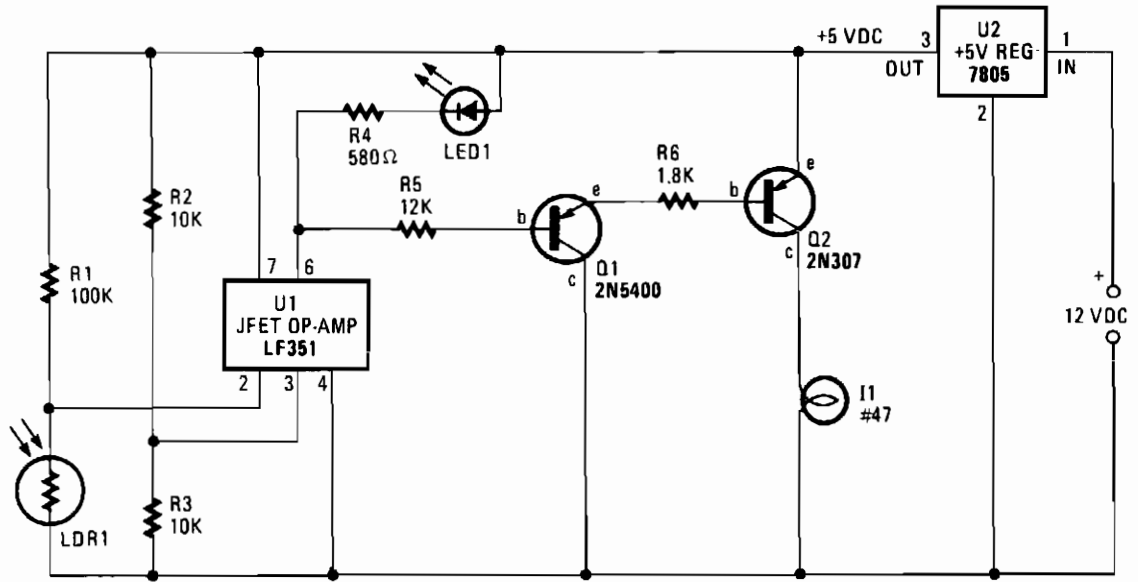 +5 VDC
3
OUT
U2
+5V REG
7805
1
IN
2
R4
580Ω
LED1
R2
10K
R5
12K
b
e
Q1
2N5400
c
R6
1.8K
b
e
Q2
2N307
c
R1
100K
7
6
U1
JFET OP-AMP
LF351
2
3
4
+
12 VDC
I1
#47
LDR1
R3
10K